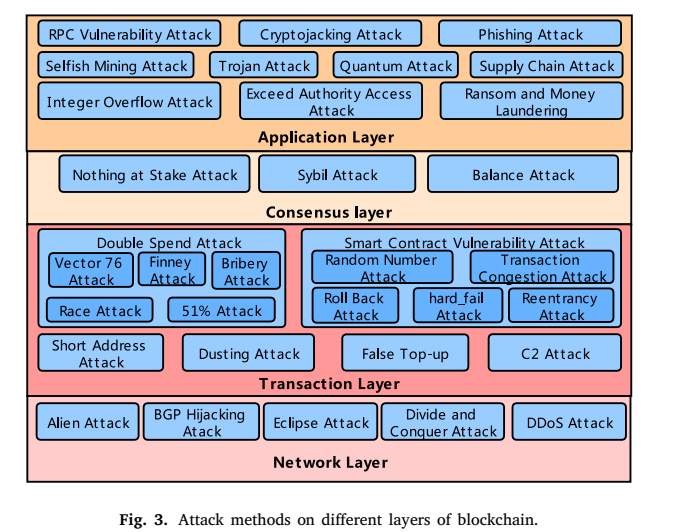 RPC Vulnerability Attack
Cryptojacking Attack
Phishing Attack
Selfish Mining Attack
Trojan Attack
Quantum Attack
Supply Chain Attack
Integer Overflow Attack
Exceed Authority Access
Attack
Ransom and Money
Laundering
Application Layer
Nothing at Stake Attack
Sybil Attack
Balance Attack
Consensus layer
Double Spend Attack
Vector 76
Attack
Finney
Attack
Bribery
Attack
Race Attack
51% Attack
Smart Contract Vulnerability Attack
Random Number
Attack
Transaction
Congestion Attack
Roll Back
Attack
hard_fail
Attack
Reentrancy
Attack
Short Address
Attack
Dusting Attack
False Top-up
C2 Attack
Transaction Layer
Alien Attack
BGP Hijacking
Atack
Eclipse Attack
Divide and
Conquer Attack
DDoS Attack
Network Layer
Fig. 3. Attack methods on different layers of blockchain.